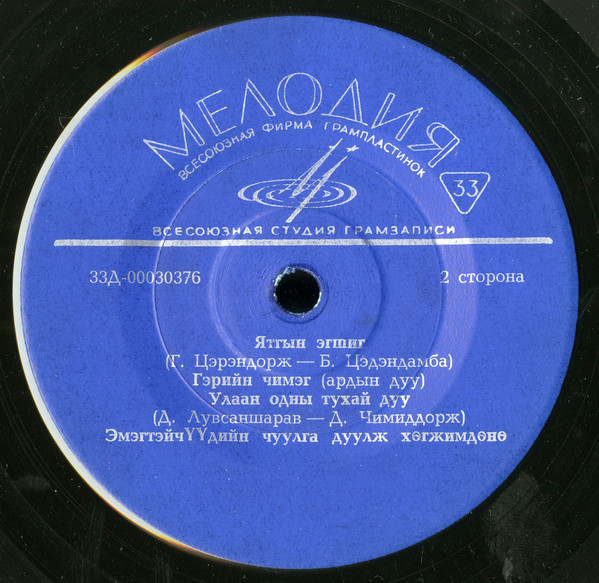 МЕЛОДИЯ
ВСЕСОЮЗНАЯ ФИРМА ГРАМПЛАСТИНОК
33
ВСЕСОЮЗНАЯ СТУДИЯ ГРАМЗАПИСИ
33Д-00030376 2 сторона
Ятгын эгшиг
(Г. Цэрэндорж — Б. Цэдэндамба)
Гэрийн чимэг (ардын дуу)
Улаан одны тухай дуу
(Д. Лувсаншарав — Д. Чимиддорж)
ЭмэгтэйчҮҮдийн чуулга дуулж хөгжимдөнө